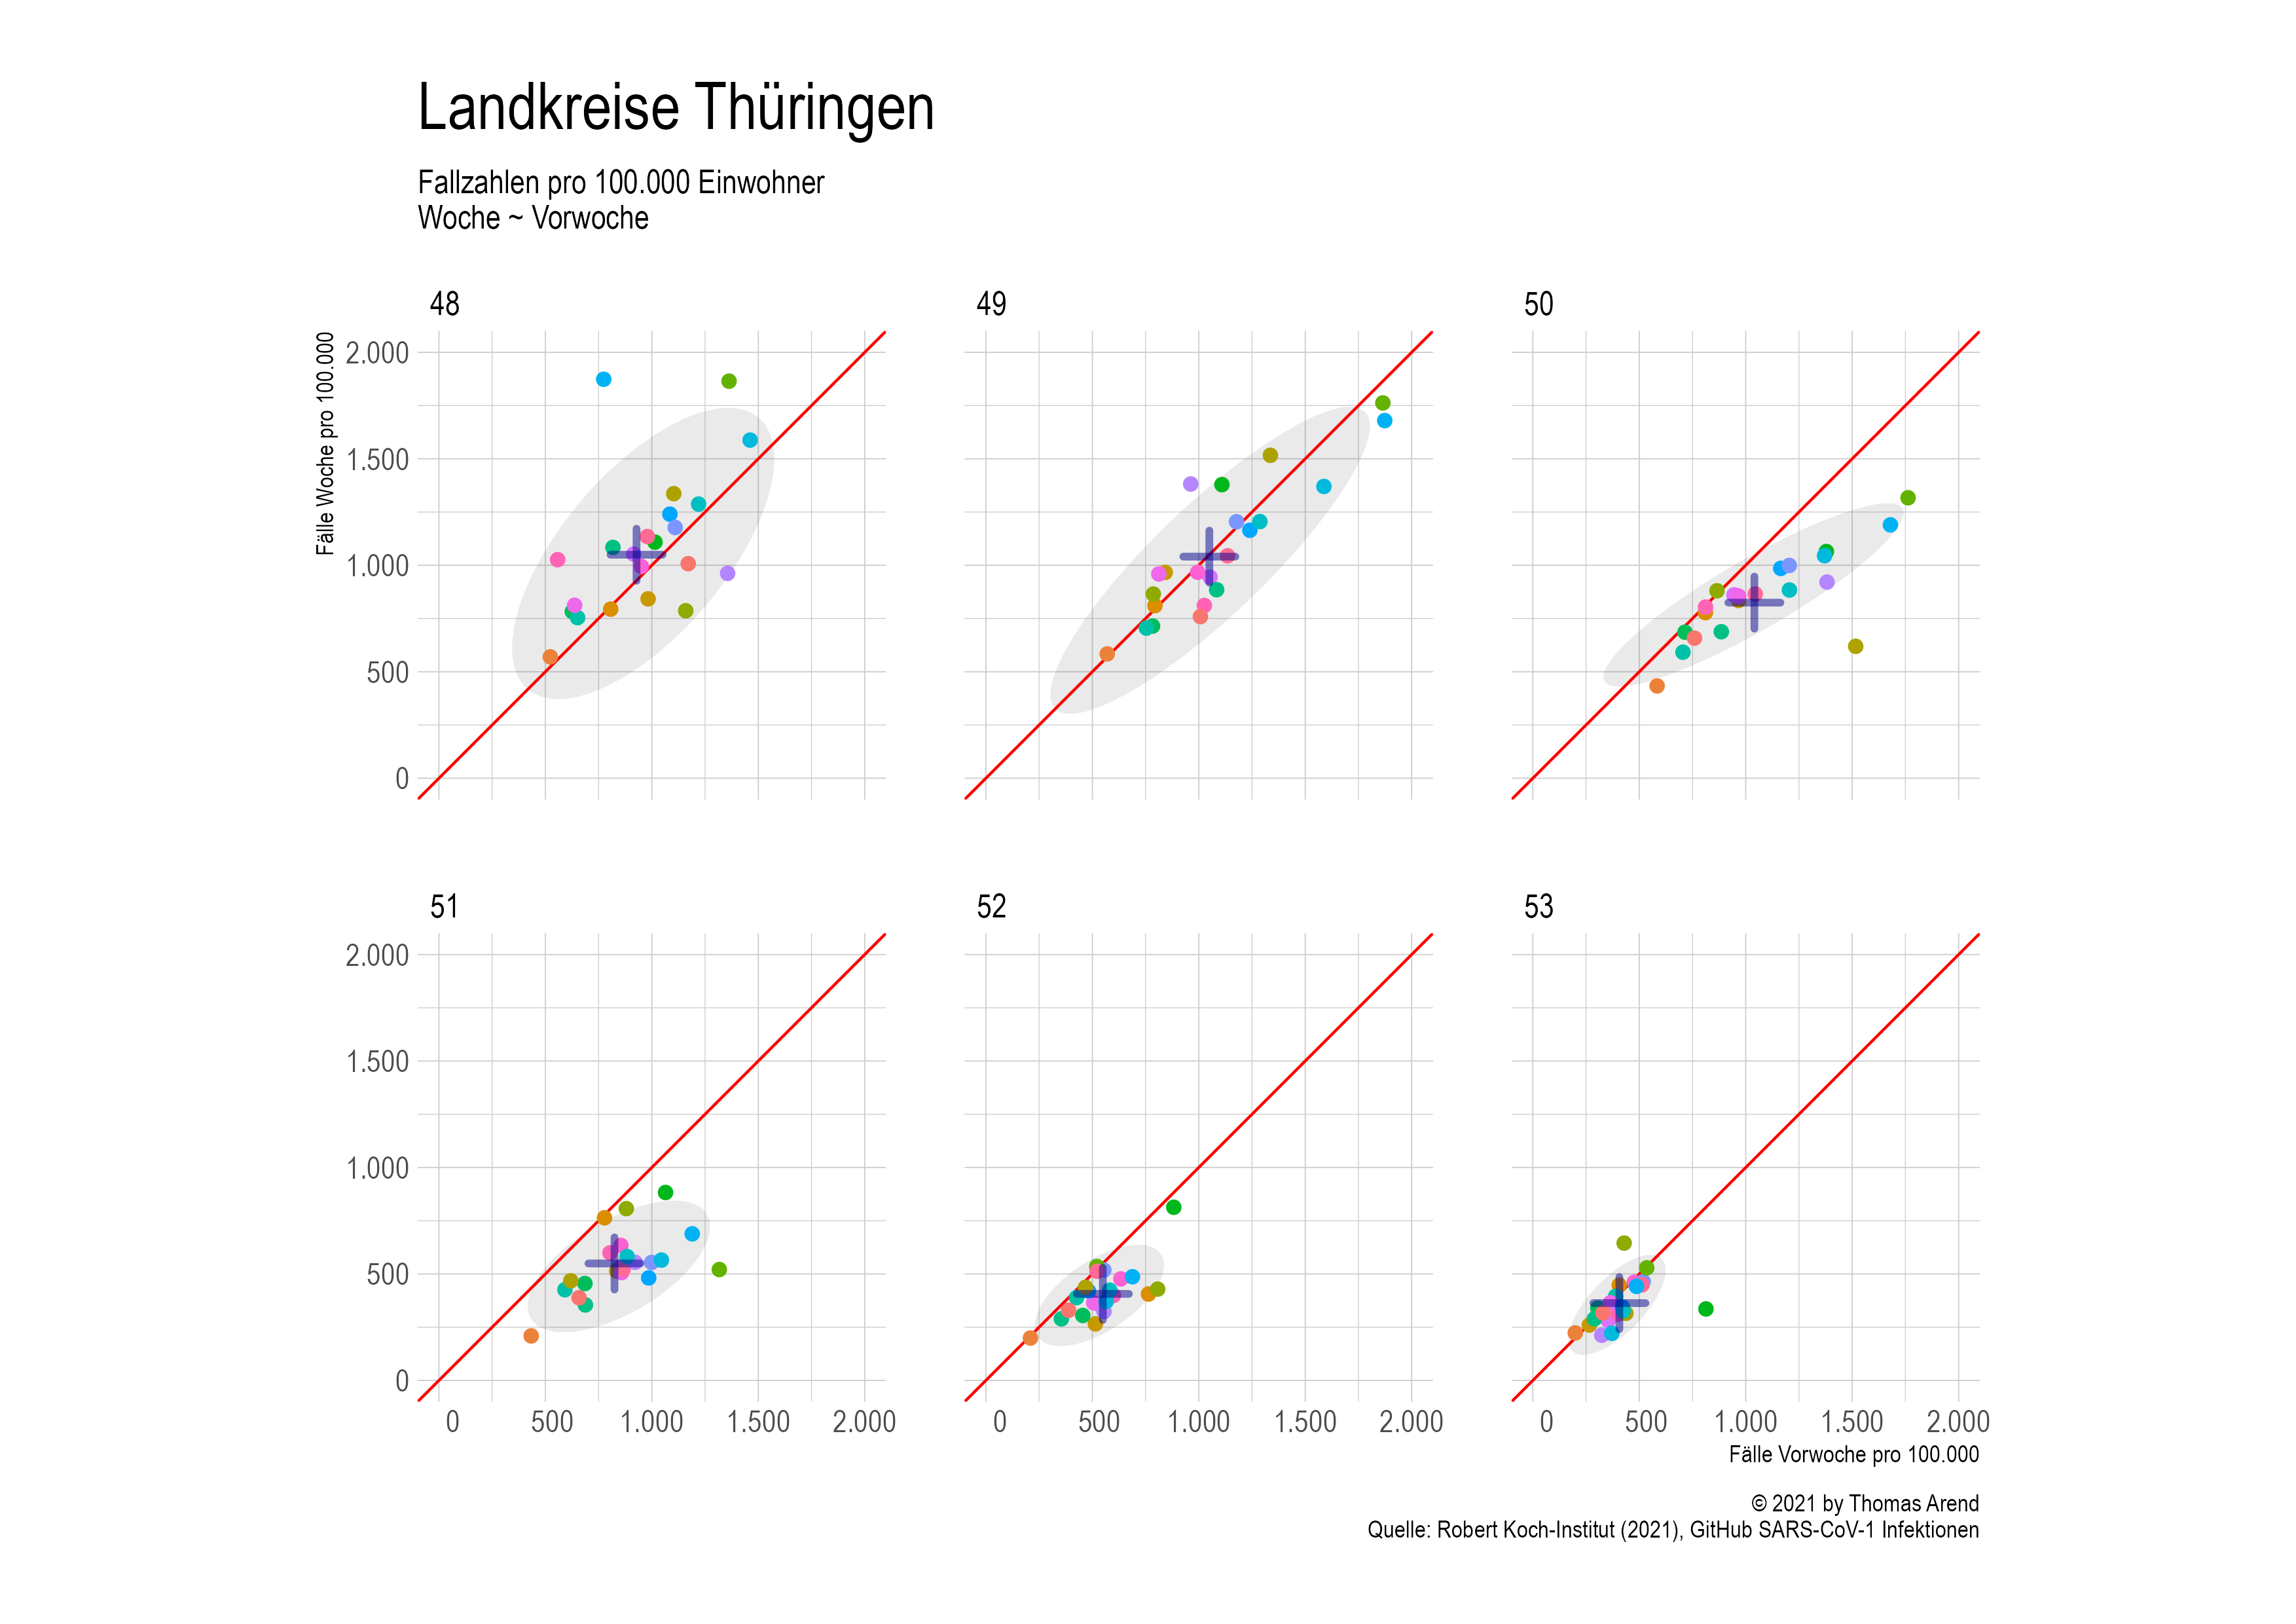 Landkreise Thüringen
Fallzahlen pro 100.000 Einwohner
Woche ~ Vorwoche
48
49
50
Fälle Woche pro 100.000
2.000
1.500
1.000
500
0
51
52
53
2.000
1.500
1.000
500
0
0 500 1.000 1.500 2.000
0 500 1.000 1.500 2.000
0 500 1.000 1.500 2.000
Fälle Vorwoche pro 100.000
© 2021 by Thomas Arend
Quelle: Robert Koch-Institut (2021), GitHub SARS-CoV-1 Infektionen